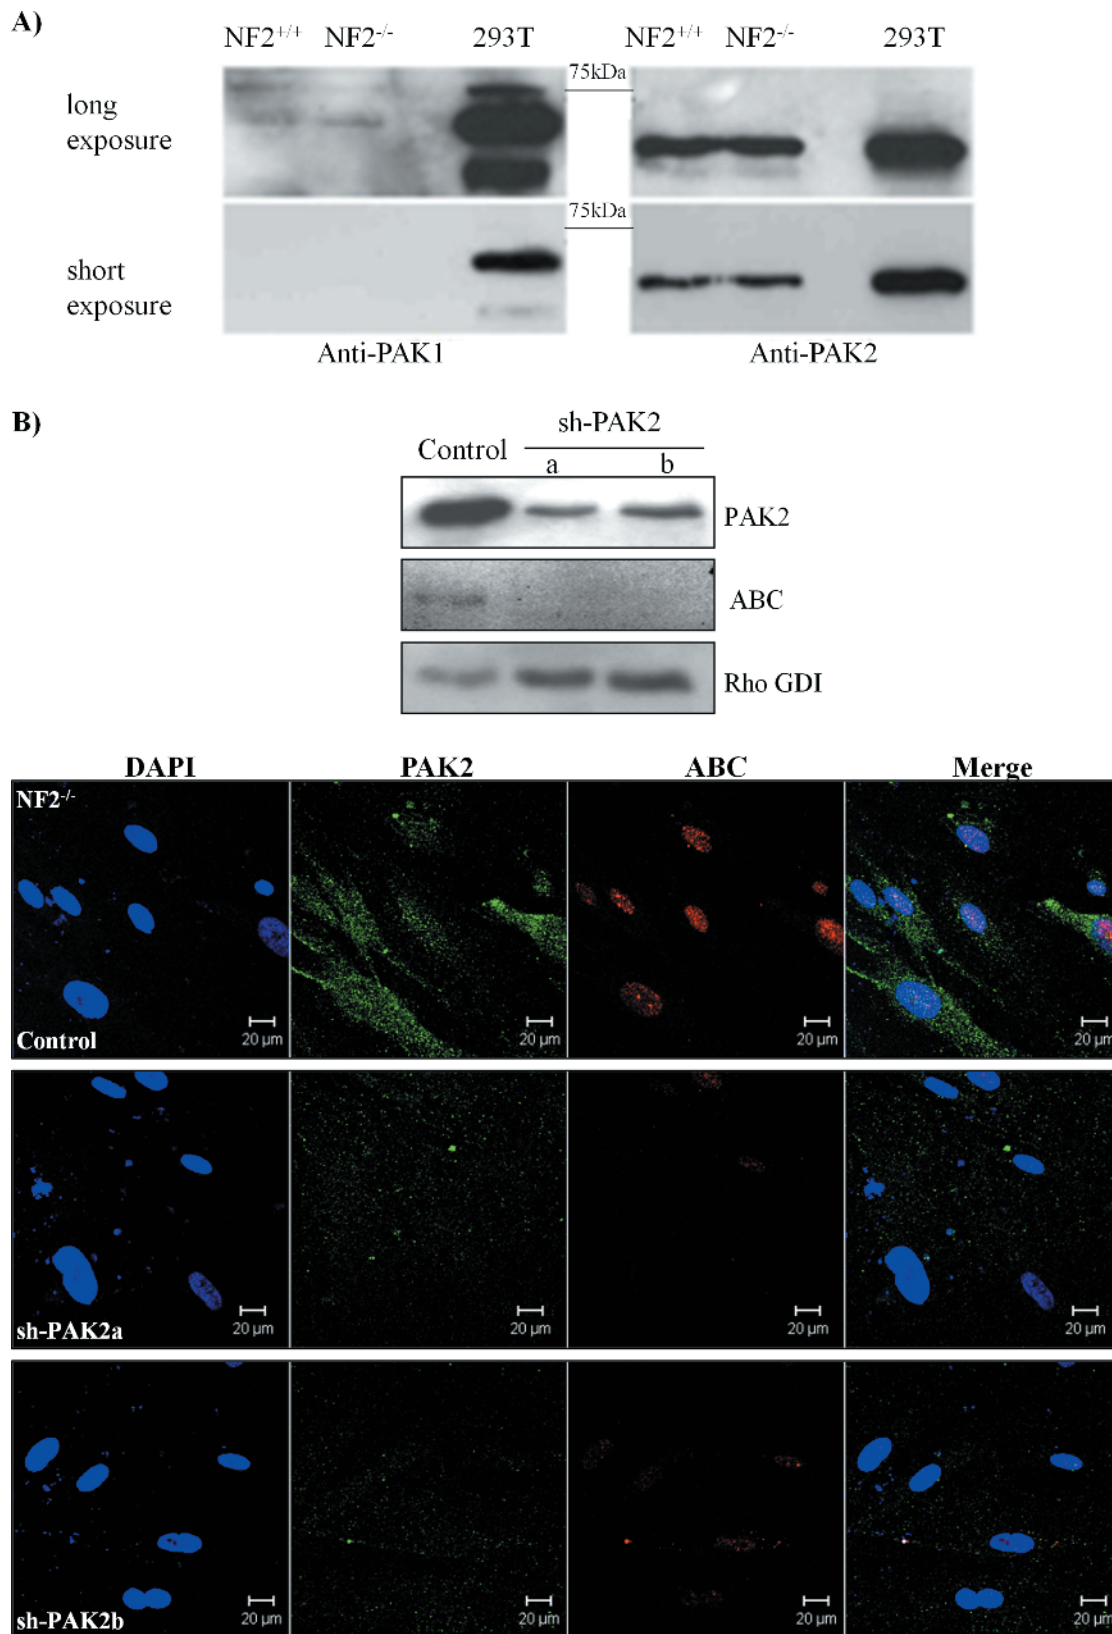 A)
NF2+/+ NF2-/- 293T NF2+/+ NF2-/- 293T
long exposure
75kDa
short exposure
75kDa
Anti-PAK1 Anti-PAK2
B)
sh-PAK2
Control
a b
PAK2
ABC
Rho GDI
DAPI PAK2 ABC Merge
NF2-/-
Control
20 µm 20 µm 20 µm 20 µm
sh-PAK2a
20 µm 20 µm 20 µm 20 µm
sh-PAK2b
20 µm 20 µm 20 µm 20 µm